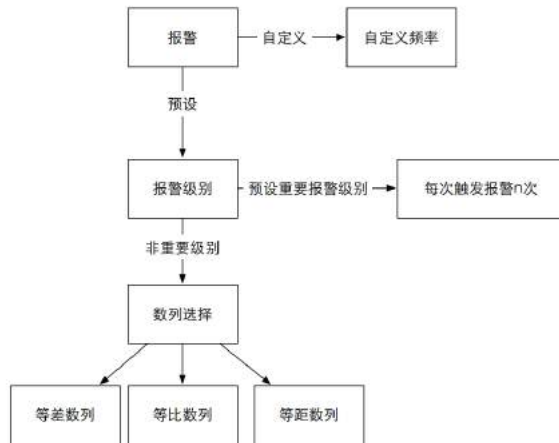 报警
自定义
自定义频率
预设
报警级别
预设重要报警级别
每次触发报警n次
非重要级别
数列选择
等差数列
等比数列
等距数列